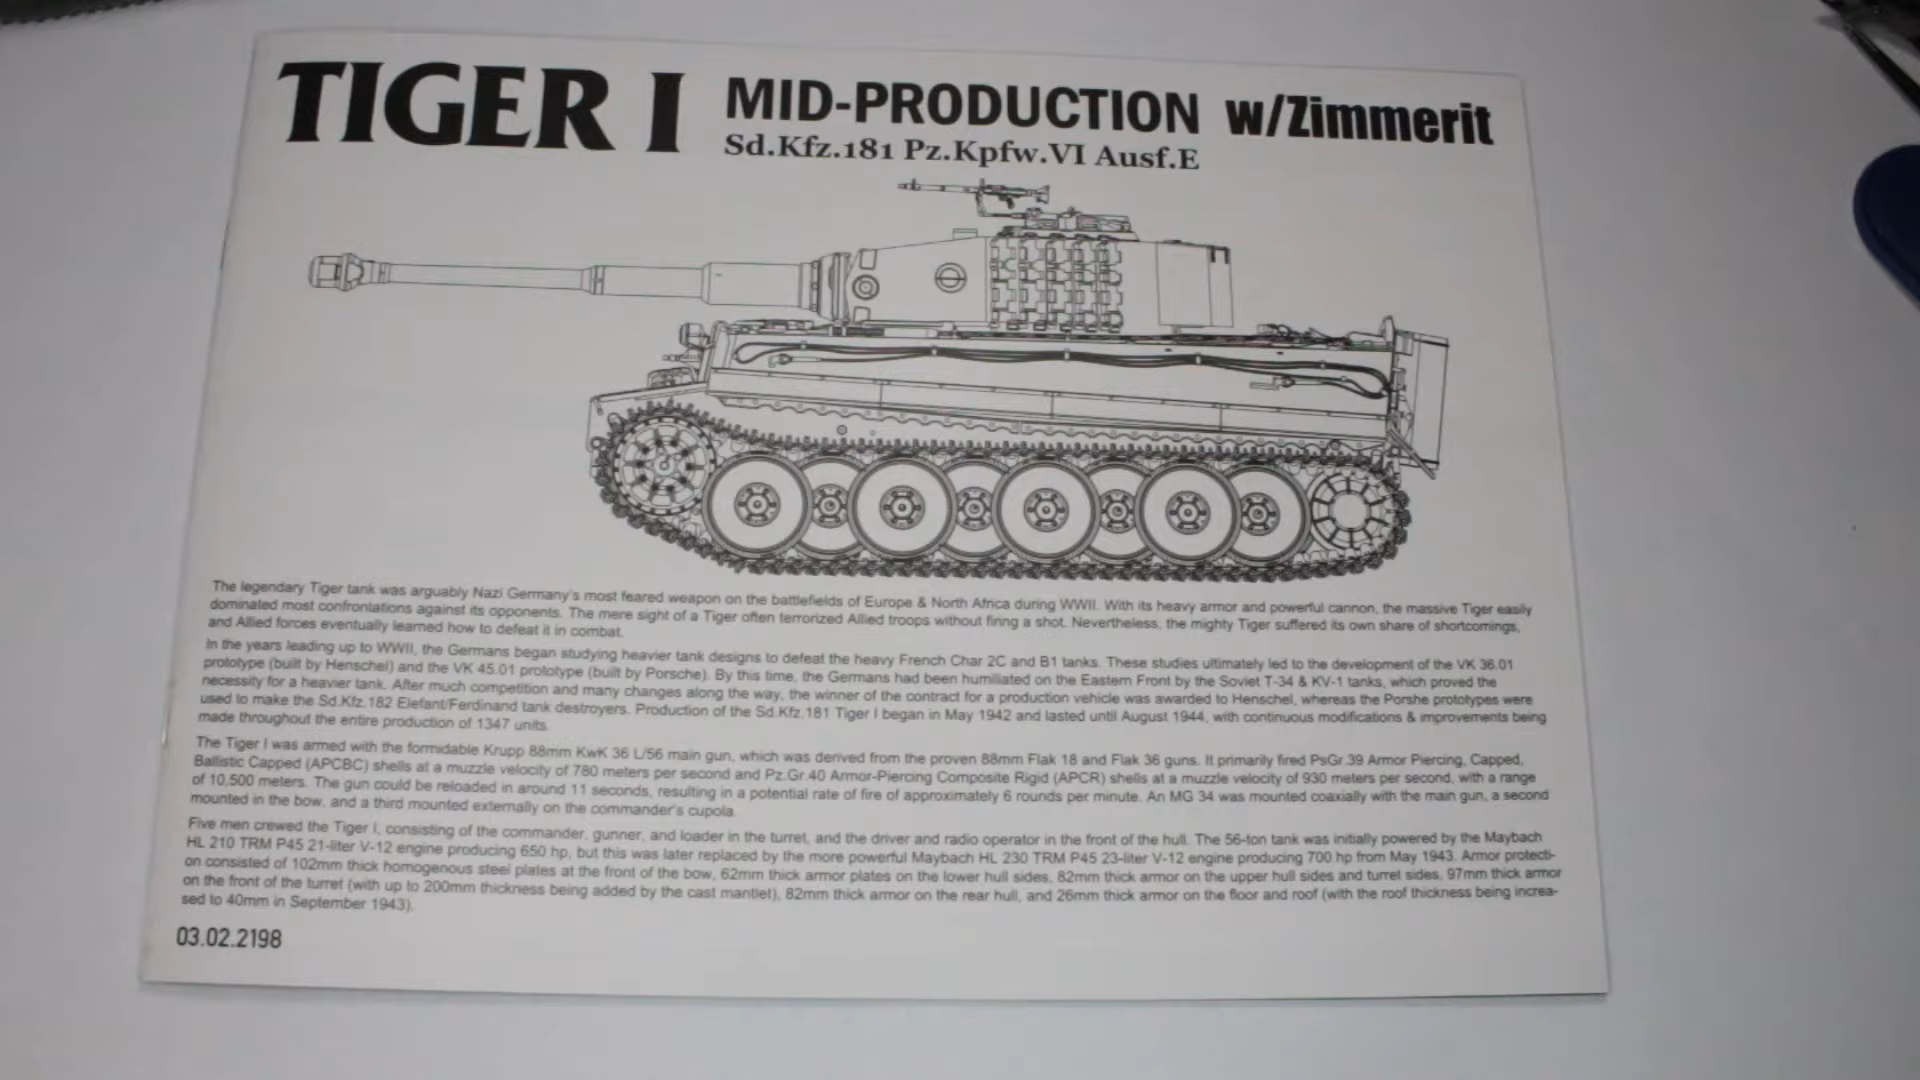 TIGER I MID-PRODUCTION w/Zimmerit
Sd.Kfz.181 Pz.Kpfw.VI Ausf.E
The legendary Tiger tank was arguably Nazi Germany's most feared weapon on the battlefields of Europe & North Africa during WWII. With its heavy armor and powerful cannon, the massive Tiger easily
dominated most confrontations against its opponents. The mere sight of a Tiger often terrorized Allied troops without firing a shot. Nevertheless, the mighty Tiger suffered its own share of shortcomings,
and Allied forces eventually learned how to defeat it in combat.
In the years leading up to WWII, the Germans began studying heavier tank designs to defeat the heavy French Char 2C and B1 tanks. These studies ultimately led to the development of the VK 36.01
prototype (built by Henschel) and the VK 45.01 prototype (built by Porsche). By this time, the Germans had been humiliated on the Eastern Front by the Soviet T-34 & KV-1 tanks, which proved the
necessity for a heavier tank. After much competition and many changes along the way, the winner of the contract for a production vehicle was awarded to Henschel, whereas the Porshe prototypes were
used to make the Sd.Kfz.182 Elefant/Ferdinand tank destroyers. Production of the Sd.Kfz.181 Tiger I began in May 1942 and lasted until August 1944, with continuous modifications & improvements being
made throughout the entire production of 1347 units.
The Tiger I was armed with the formidable Krupp 88mm KwK 36 L/56 main gun, which was derived from the proven 88mm Flak 18 and Flak 36 guns. It primarily fired PsGr.39 Armor Piercing, Capped,
Ballistic Capped (APCBC) shells at a muzzle velocity of 780 meters per second and Pz.Gr.40 Armor-Piercing Composite Rigid (APCR) shells at a muzzle velocity of 930 meters per second, with a range
of 10,500 meters. The gun could be reloaded in around 11 seconds, resulting in a potential rate of fire of approximately 6 rounds per minute. An MG 34 was mounted coaxially with the main gun, a second
mounted in the bow, and a third mounted externally on the commander's cupola.
Five men crewed the Tiger I, consisting of the commander, gunner, and loader in the turret, and the driver and radio operator in the front of the hull. The 56-ton tank was initially powered by the Maybach
HL 210 TRM P45 21-liter V-12 engine producing 650 hp, but this was later replaced by the more powerful Maybach HL 230 TRM P45 23-liter V-12 engine producing 700 hp from May 1943. Armor protecti-
on consisted of 102mm thick homogenous steel plates at the front of the bow, 62mm thick armor plates on the lower hull sides, 82mm thick armor on the upper hull sides and turret sides, 97mm thick armor
on the front of the turret (with up to 200mm thickness being added by the cast mantlet), 82mm thick armor on the rear hull, and 26mm thick armor on the floor and roof (with the roof thickness being increa-
sed to 40mm in September 1943).
03.02.2198